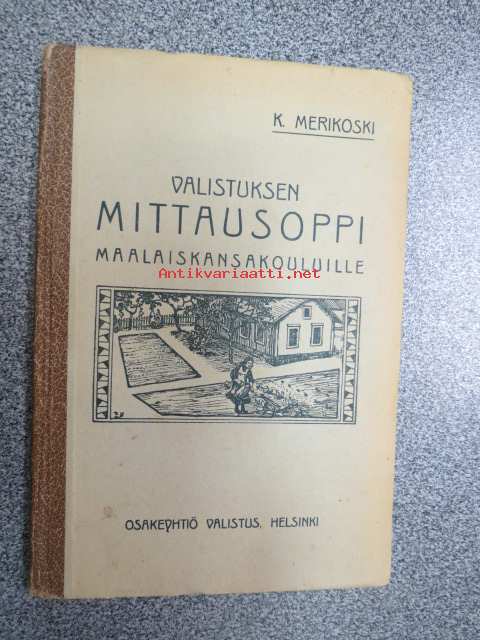 K. MERIKOSKI
VALISTUKSEN
MITTAUSOPPI
MAALAISKANSAKOULUILLE
Antikvariaatti.net
OSAKEYHTIÖ VALISTUS, HELSINKI